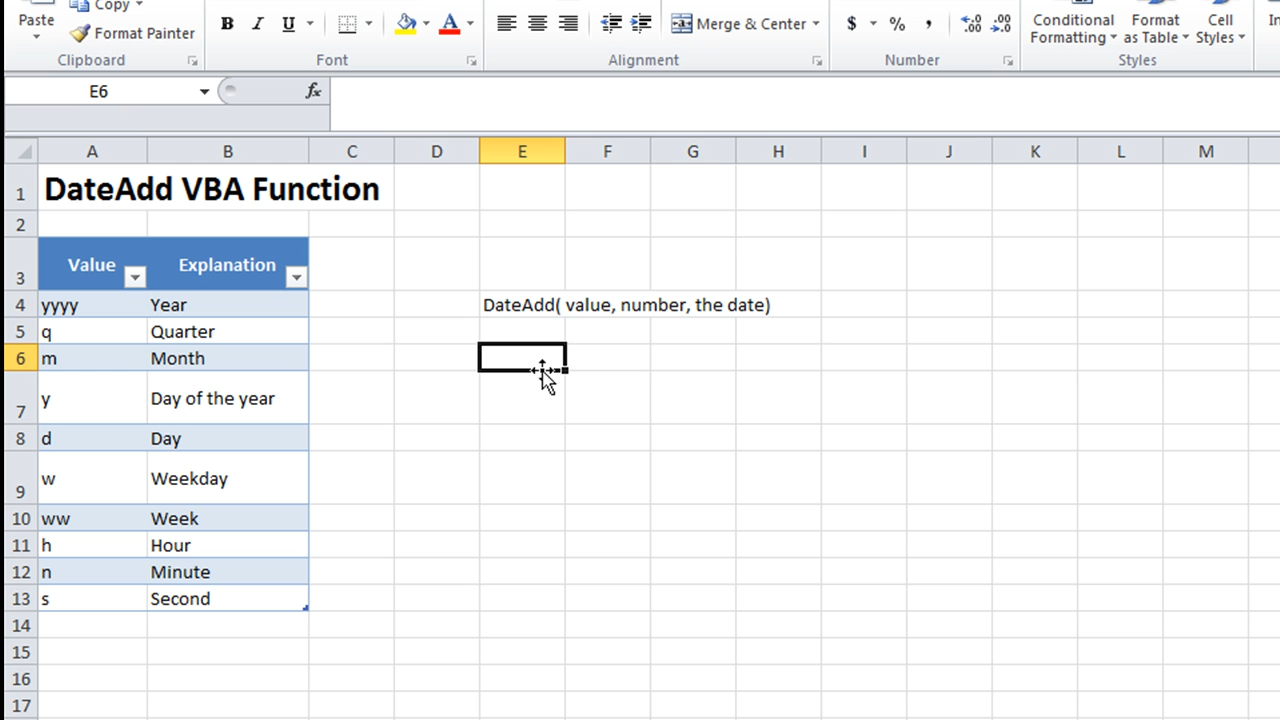 Paste Copy
Format Painter
B I U A Merge & Center $ % , .00 .00 Conditional Formatting Format as Table Cell Styles
Clipboard Font Alignment Number Styles
E6 fx
A B C D E F G H I J K L M
1 DateAdd VBA Function
2
3 Value Explanation
4 yyyy Year DateAdd( value, number, the date)
5 q Quarter
6 m Month
7 y Day of the year
8 d Day
9 w Weekday
10 ww Week
11 h Hour
12 n Minute
13 s Second
14
15
16
17